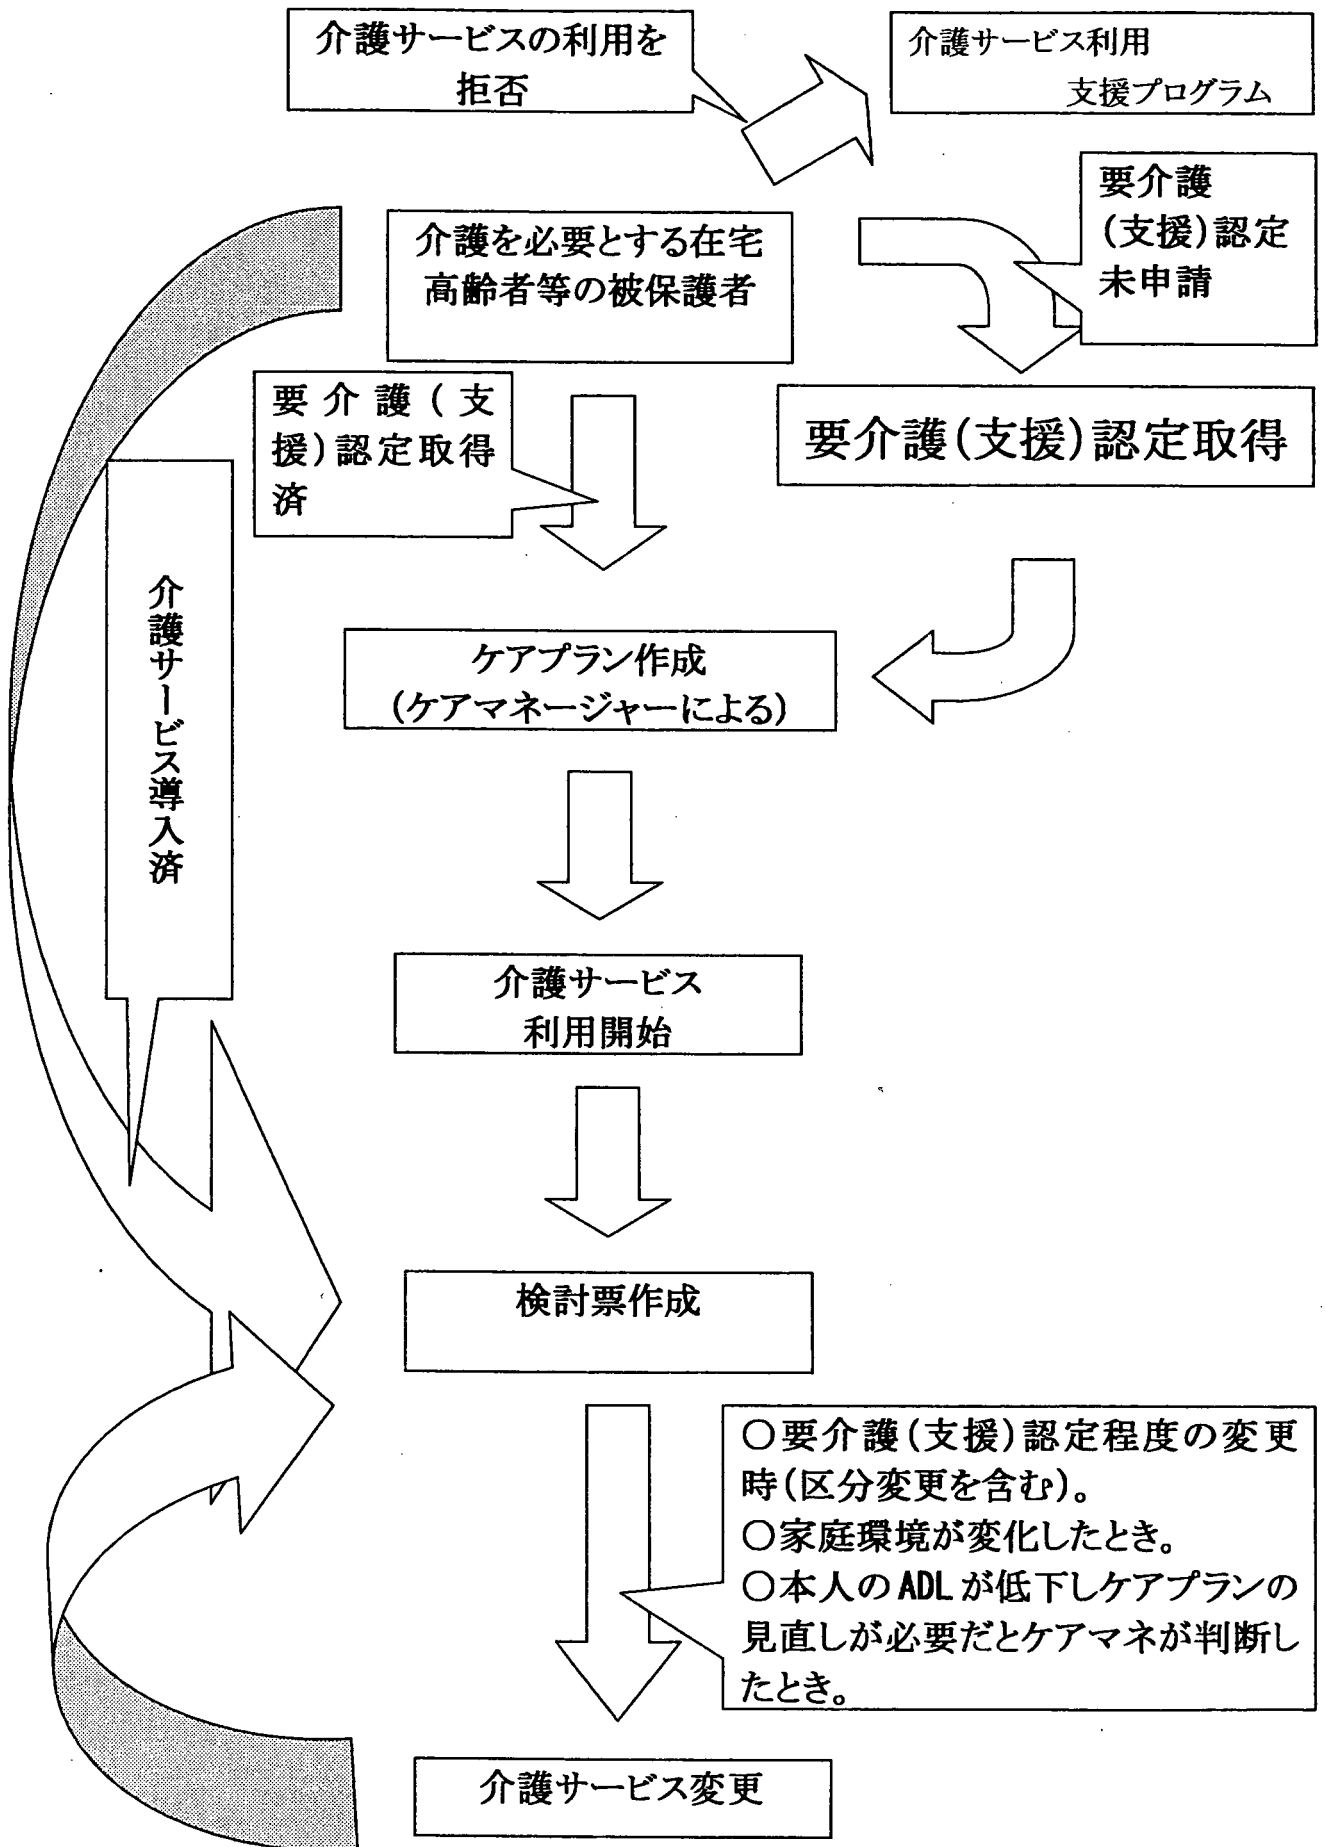 介護サービスの利用を
拒否
介護サービス利用
支援プログラム
要介護
(支援)認定
未申請
介護を必要とする在宅
高齢者等の被保護者
要介護(支
援)認定取得
済
要介護(支援)認定取得
介護サービス導入済
ケアプラン作成
(ケアマネージャーによる)
介護サービス
利用開始
検討票作成
○要介護(支援)認定程度の変更
時(区分変更を含む)。
○家庭環境が変化したとき。
○本人のADLが低下しケアプランの
見直しが必要だとケアマネが判断し
たとき。
介護サービス変更